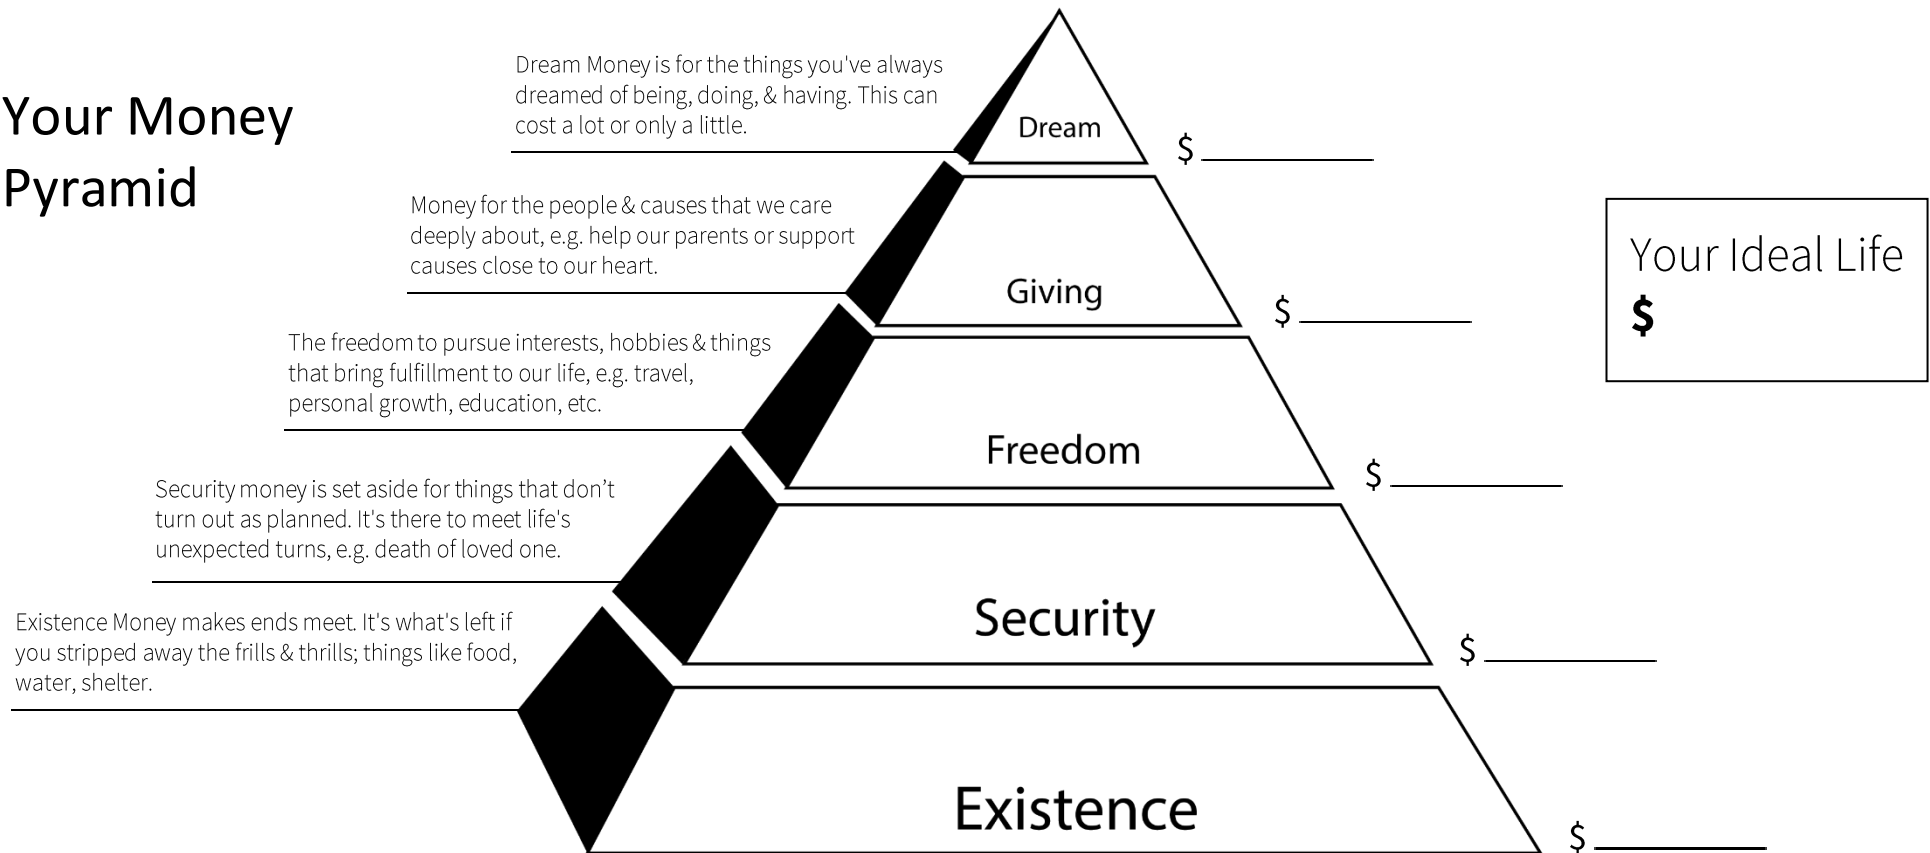 Your Money
Pyramid
Dream Money is for the things you've always
dreamed of being, doing, & having. This can
cost a lot or only a little.
Dream
$
Money for the people & causes that we care
deeply about, e.g. help our parents or support
causes close to our heart.
Giving
$
Your Ideal Life
$
The freedom to pursue interests, hobbies & things
that bring fulfillment to our life, e.g. travel,
personal growth, education, etc.
Freedom
$
Security money is set aside for things that don’t
turn out as planned. It's there to meet life's
unexpected turns, e.g. death of loved one.
Security
$
Existence Money makes ends meet. It's what's left if
you stripped away the frills & thrills; things like food,
water, shelter.
Existence
$